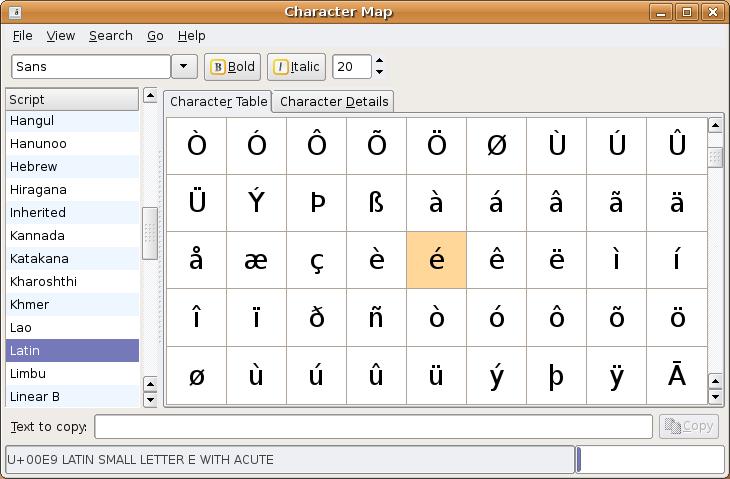 Character Map
File View Search Go Help
Sans B Bold I Italic 20
Script
Hangul
Hanunoo
Hebrew
Hiragana
Inherited
Kannada
Katakana
Kharoshthi
Khmer
Lao
Latin
Limbu
Linear B
Character Table Character Details
Ò Ó Ô Õ Ö Ø Ù Ú Û
Ü Ý Þ ß à á â ã ä
å æ ç è é ê ë ì í
î ï ð ñ ò ó ô õ ö
ø ù ú û ü ý þ ÿ Ā
Text to copy: Copy
U+00E9 LATIN SMALL LETTER E WITH ACUTE